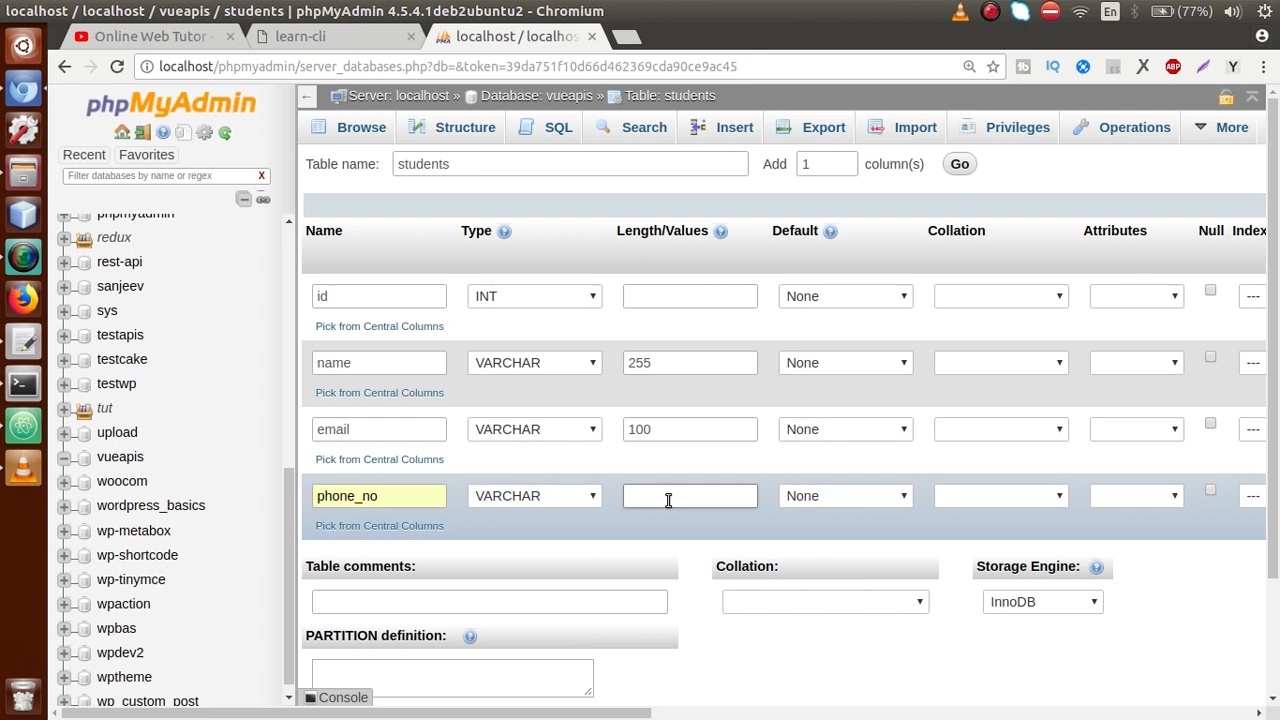 localhost / localhost / vueapis / students | phpMyAdmin 4.5.4.1deb2ubuntu2 - Chromium
En
(77%)
Online Web Tutor -
learn-cli
localhost / localhos
localhost/phpmyadmin/server_databases.php?db=&token=39da751f10d66d462369cda90ce9ac45
IQ
ES
X
ABP
Y
phpMyAdmin
Recent
Favorites
Filter databases by name or regex
X
phpmyadmin
redux
rest-api
sanjeev
sys
testapis
testcake
testwp
tut
upload
vueapis
woocom
wordpress_basics
wp-metabox
wp-shortcode
wp-tinymce
wpaction
wpbas
wpdev2
wptheme
wp_custom_post
Server: localhost » Database: vueapis » Table: students
Browse
Structure
SQL
Search
Insert
Export
Import
Privileges
Operations
More
Table name: students Add 1 column(s) Go
Name Type Length/Values Default Collation Attributes Null Index
id INT None ---
Pick from Central Columns
name VARCHAR 255 None ---
Pick from Central Columns
email VARCHAR 100 None ---
Pick from Central Columns
phone_no VARCHAR None ---
Pick from Central Columns
Table comments: Collation: Storage Engine:
InnoDB
PARTITION definition:
Console